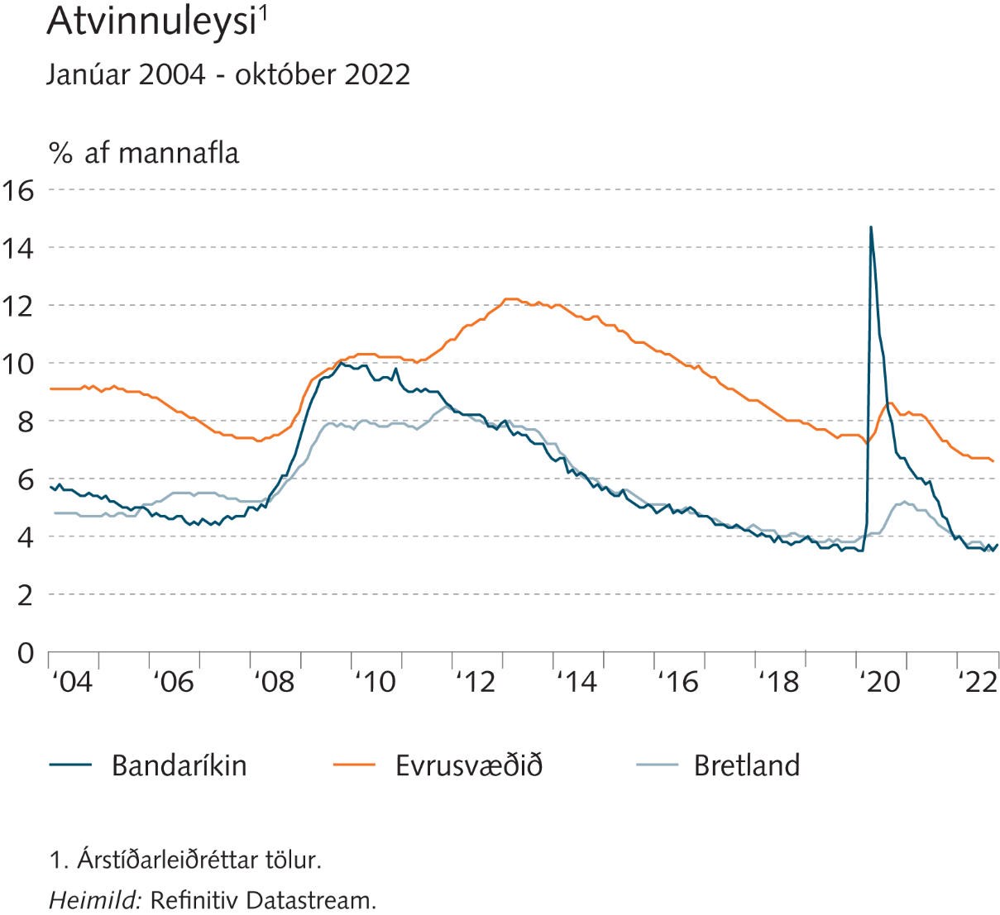 Atvinnuleysi¹
Janúar 2004 - október 2022
% af mannafla
16
14
12
10
8
6
4
2
0
‘04 ‘06 ‘08 ‘10 ‘12 ‘14 ‘16 ‘18 ‘20 ‘22
Bandaríkin Evrusvæðið Bretland
1. Árstíðarleiðréttar tölur.
Heimild: Refinitiv Datastream.